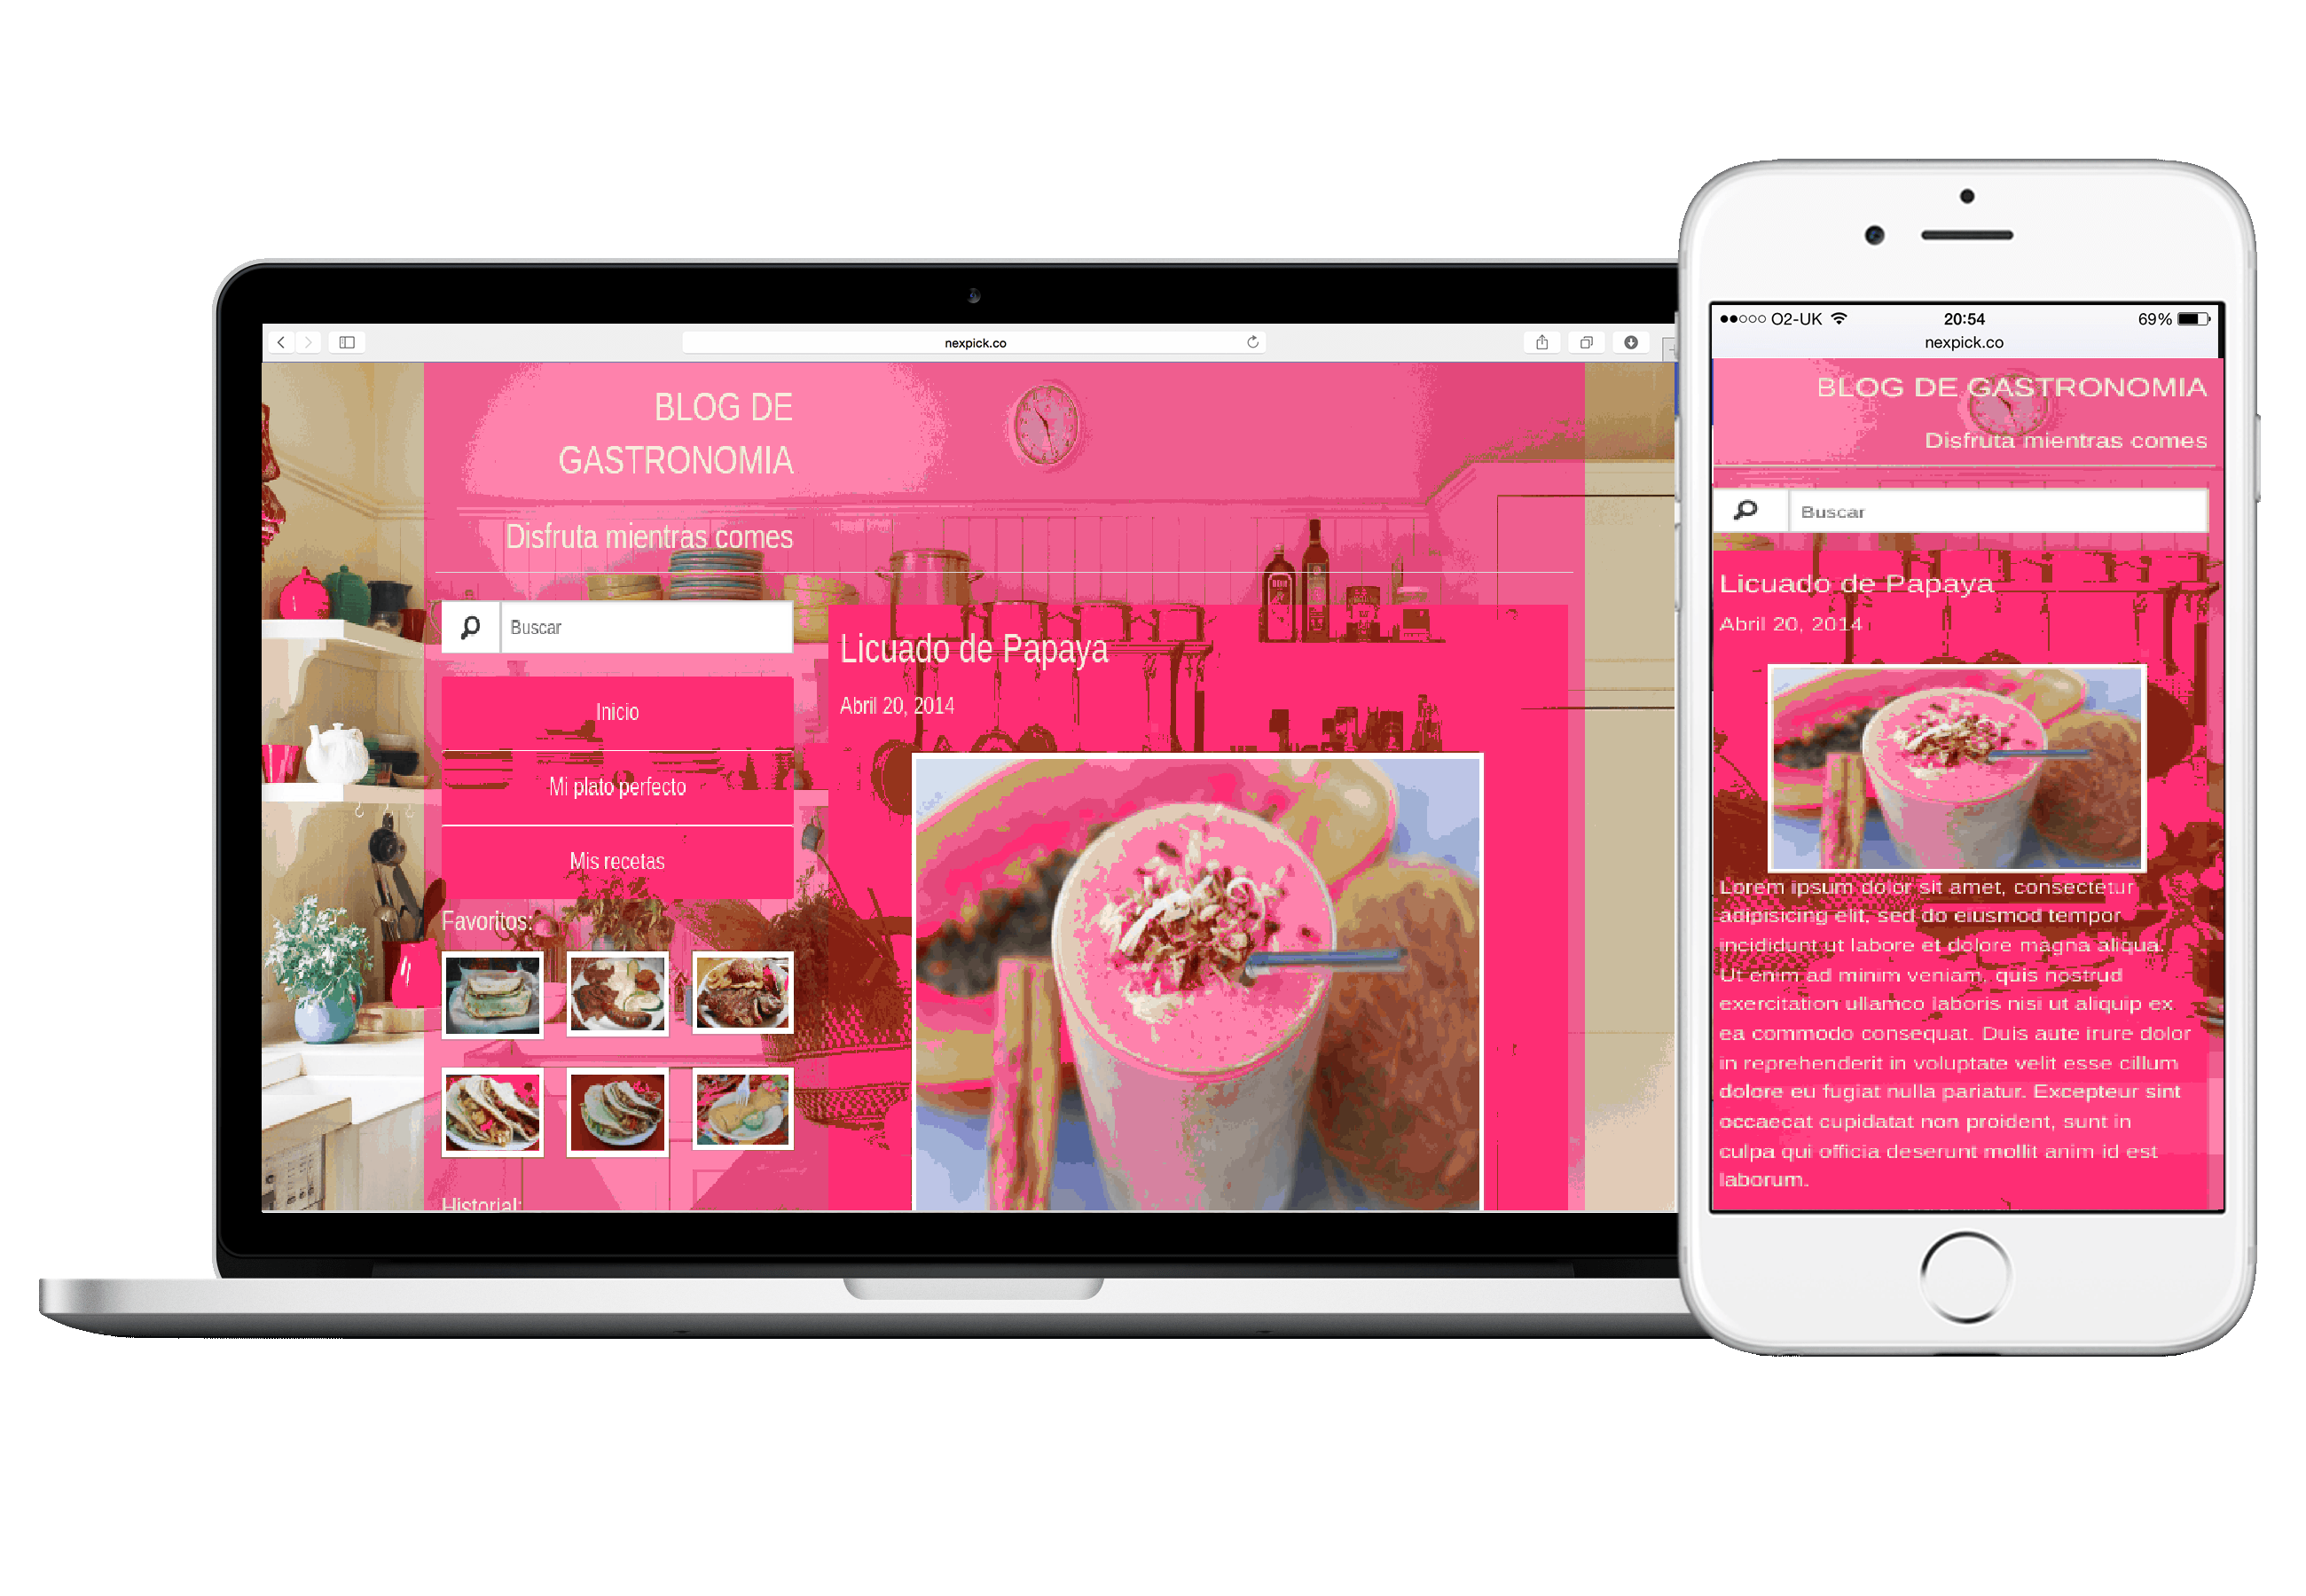 nexpick.co
BLOG DE
GASTRONOMIA
Disfruta mientras comes
Buscar
Inicio
Mi plato perfecto
Mis recetas
Favoritos:
Historial:
Licuado de Papaya
Abril 20, 2014
O2-UK 20:54 69%
nexpick.co
BLOG DE GASTRONOMIA
Disfruta mientras comes
Buscar
Licuado de Papaya
Abril 20, 2014
Lorem ipsum dolor sit amet, consectetur
adipisicing elit, sed do eiusmod tempor
incididunt ut labore et dolore magna aliqua.
Ut enim ad minim veniam, quis nostrud
exercitation ullamco laboris nisi ut aliquip ex
ea commodo consequat. Duis aute irure dolor
in reprehenderit in voluptate velit esse cillum
dolore eu fugiat nulla pariatur. Excepteur sint
occaecat cupidatat non proident, sunt in
culpa qui officia deserunt mollit anim id est
laborum.